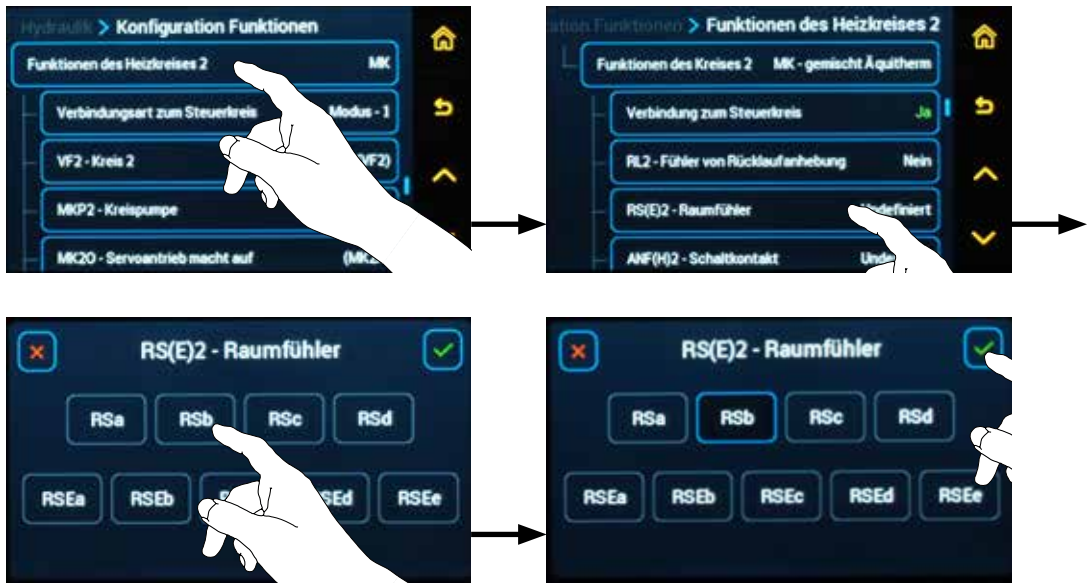 Hydraulik > Konfiguration Funktionen
Funktionen des Heizkreises 2 MK
Verbindungsart zum Steuerkreis Modus - 1
VF2 - Kreis 2 (VF2)
MKP2 - Kreispumpe
MK2O - Servoantrieb macht auf
Funktionen > Funktionen des Heizkreises 2
Funktionen des Kreises 2 MK - gemischt Äquitherm
Verbindung zum Steuerkreis Ja
RL2 - Fühler von Rücklaufanhebung Nein
RS(E)2 - Raumfühler Undefiniert
ANF(H)2 - Schaltkontakt
RS(E)2 - Raumfühler
RSa RSb RSc RSd
RSEa RSEb RSEd RSEe
RS(E)2 - Raumfühler
RSa RSb RSc RSd
RSEa RSEb RSEc RSEd RSEe